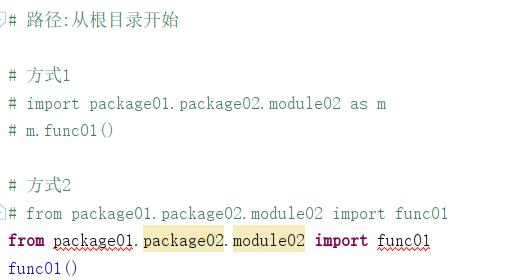 # 路径:从根目录开始
# 方式1
# import package01.package02.module02 as m
# m.func01()
# 方式2
# from package01.package02.module02 import func01
from package01.package02.module02 import func01
func01()